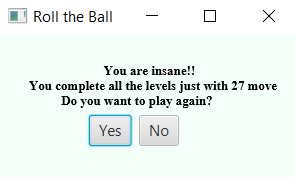 Roll the Ball
You are insane!!
You complete all the levels just with 27 move
Do you want to play again?
Yes No